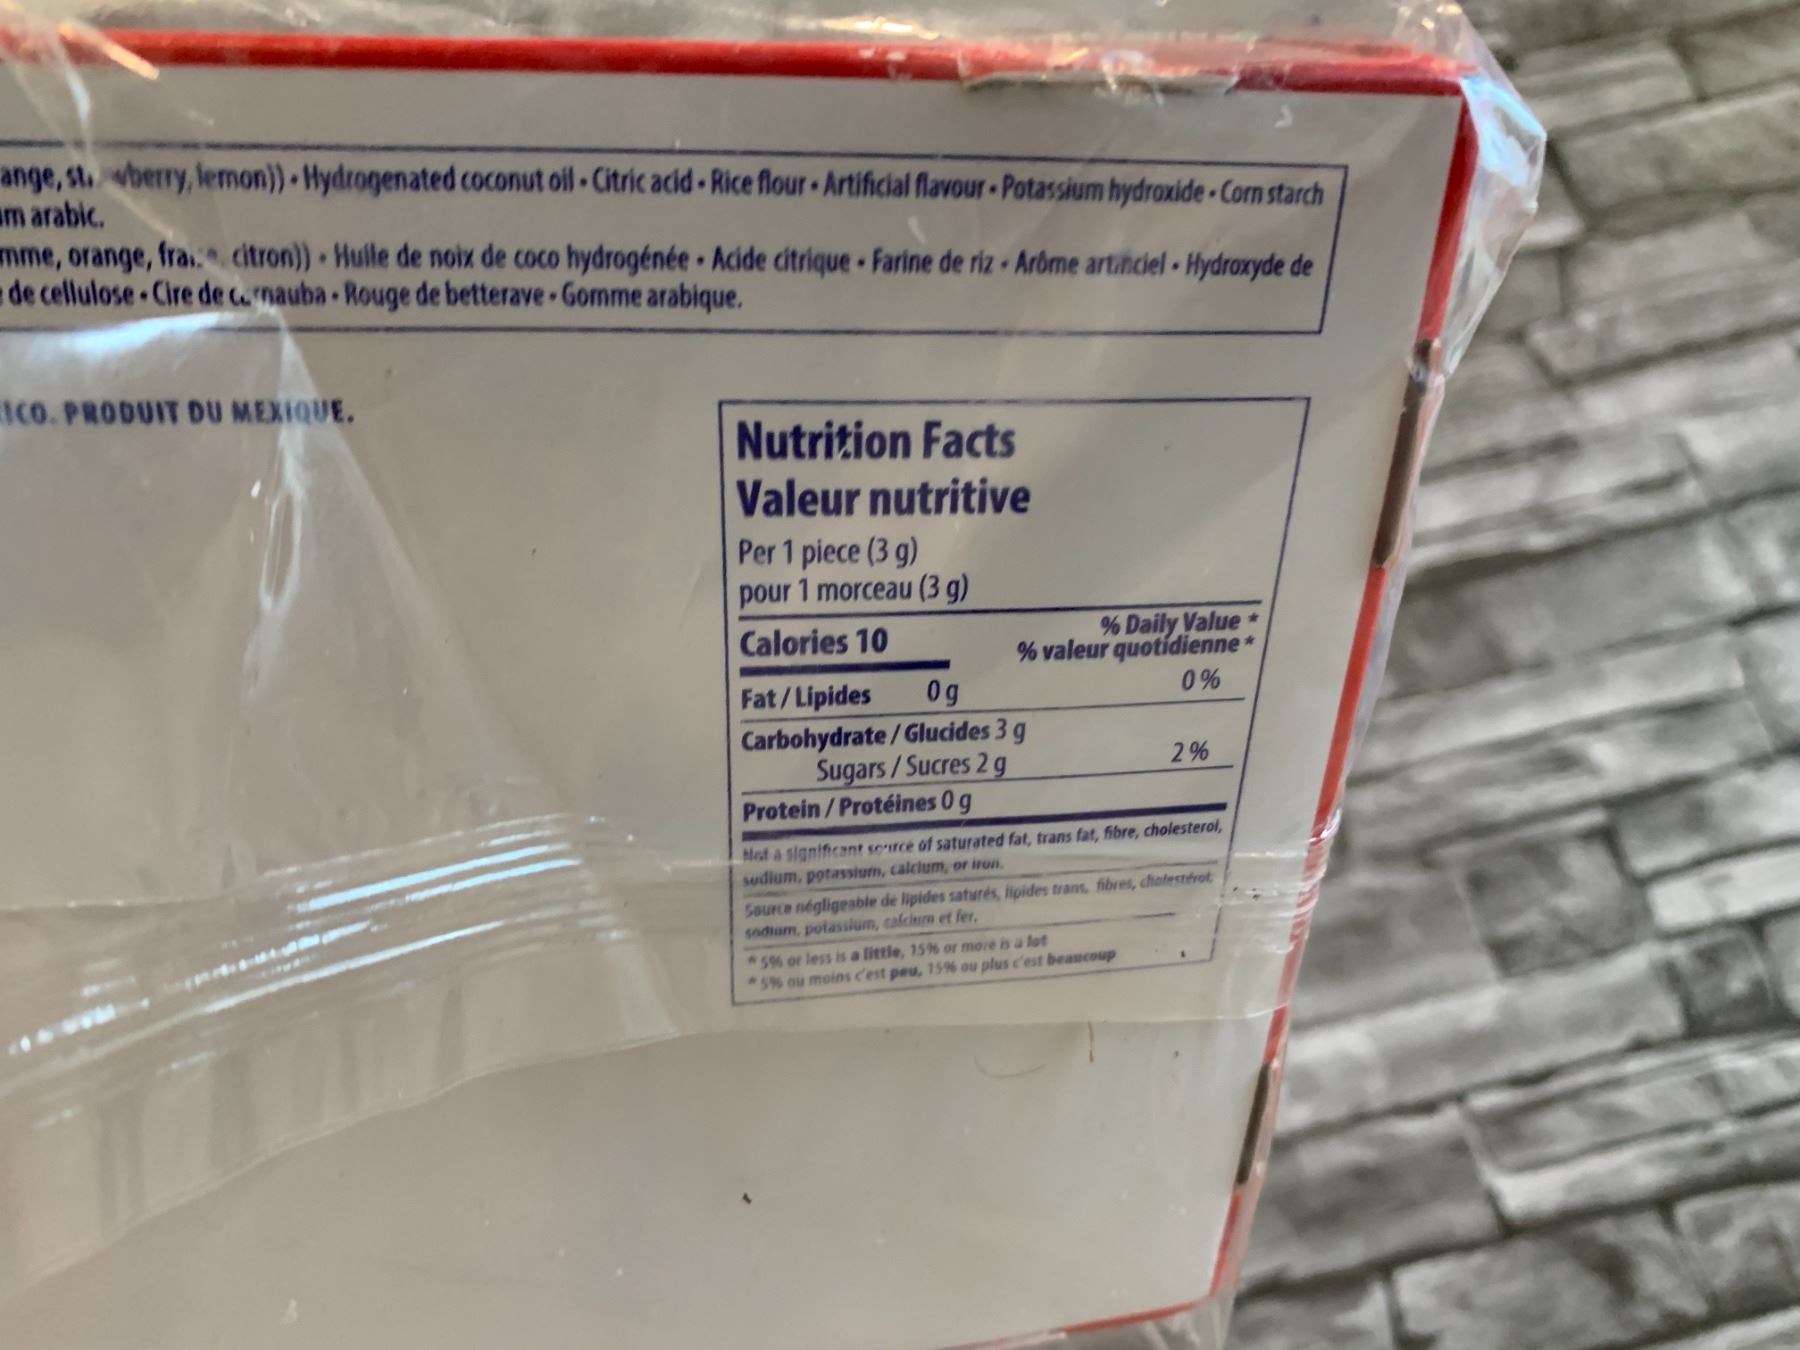 wberry, lemon)) • Hydrogenated coconut oil • Citric acid • Rice flour • Artificial flavour • Potassium hydroxide • Corn starch
arabic.
orange, citron)) • Huile de noix de coco hydrogénée • Acide citrique • Farine de riz • Arôme artificiel • Hydroxyde de
de cellulose • Cire de carnauba • Rouge de betterave • Gomme arabique.
PRODUIT DU MEXIQUE.
Nutrition Facts
Valeur nutritive
Per 1 piece (3 g)
pour 1 morceau (3 g)
Calories 10
% Daily Value *
% valeur quotidienne *
Fat / Lipides 0 g 0 %
Carbohydrate / Glucides 3 g
Sugars / Sucres 2 g 2 %
Protein / Protéines 0 g
Not a significant source of saturated fat, trans fat, fibre, cholesterol,
sodium, potassium, calcium, or iron.
Source négligeable de lipides saturés, lipides trans, fibres, cholestérol,
sodium, potassium, calcium et fer.
* 5% or less is a little, 15% or more is a lot
* 5% ou moins c'est peu, 15% ou plus c'est beaucoup